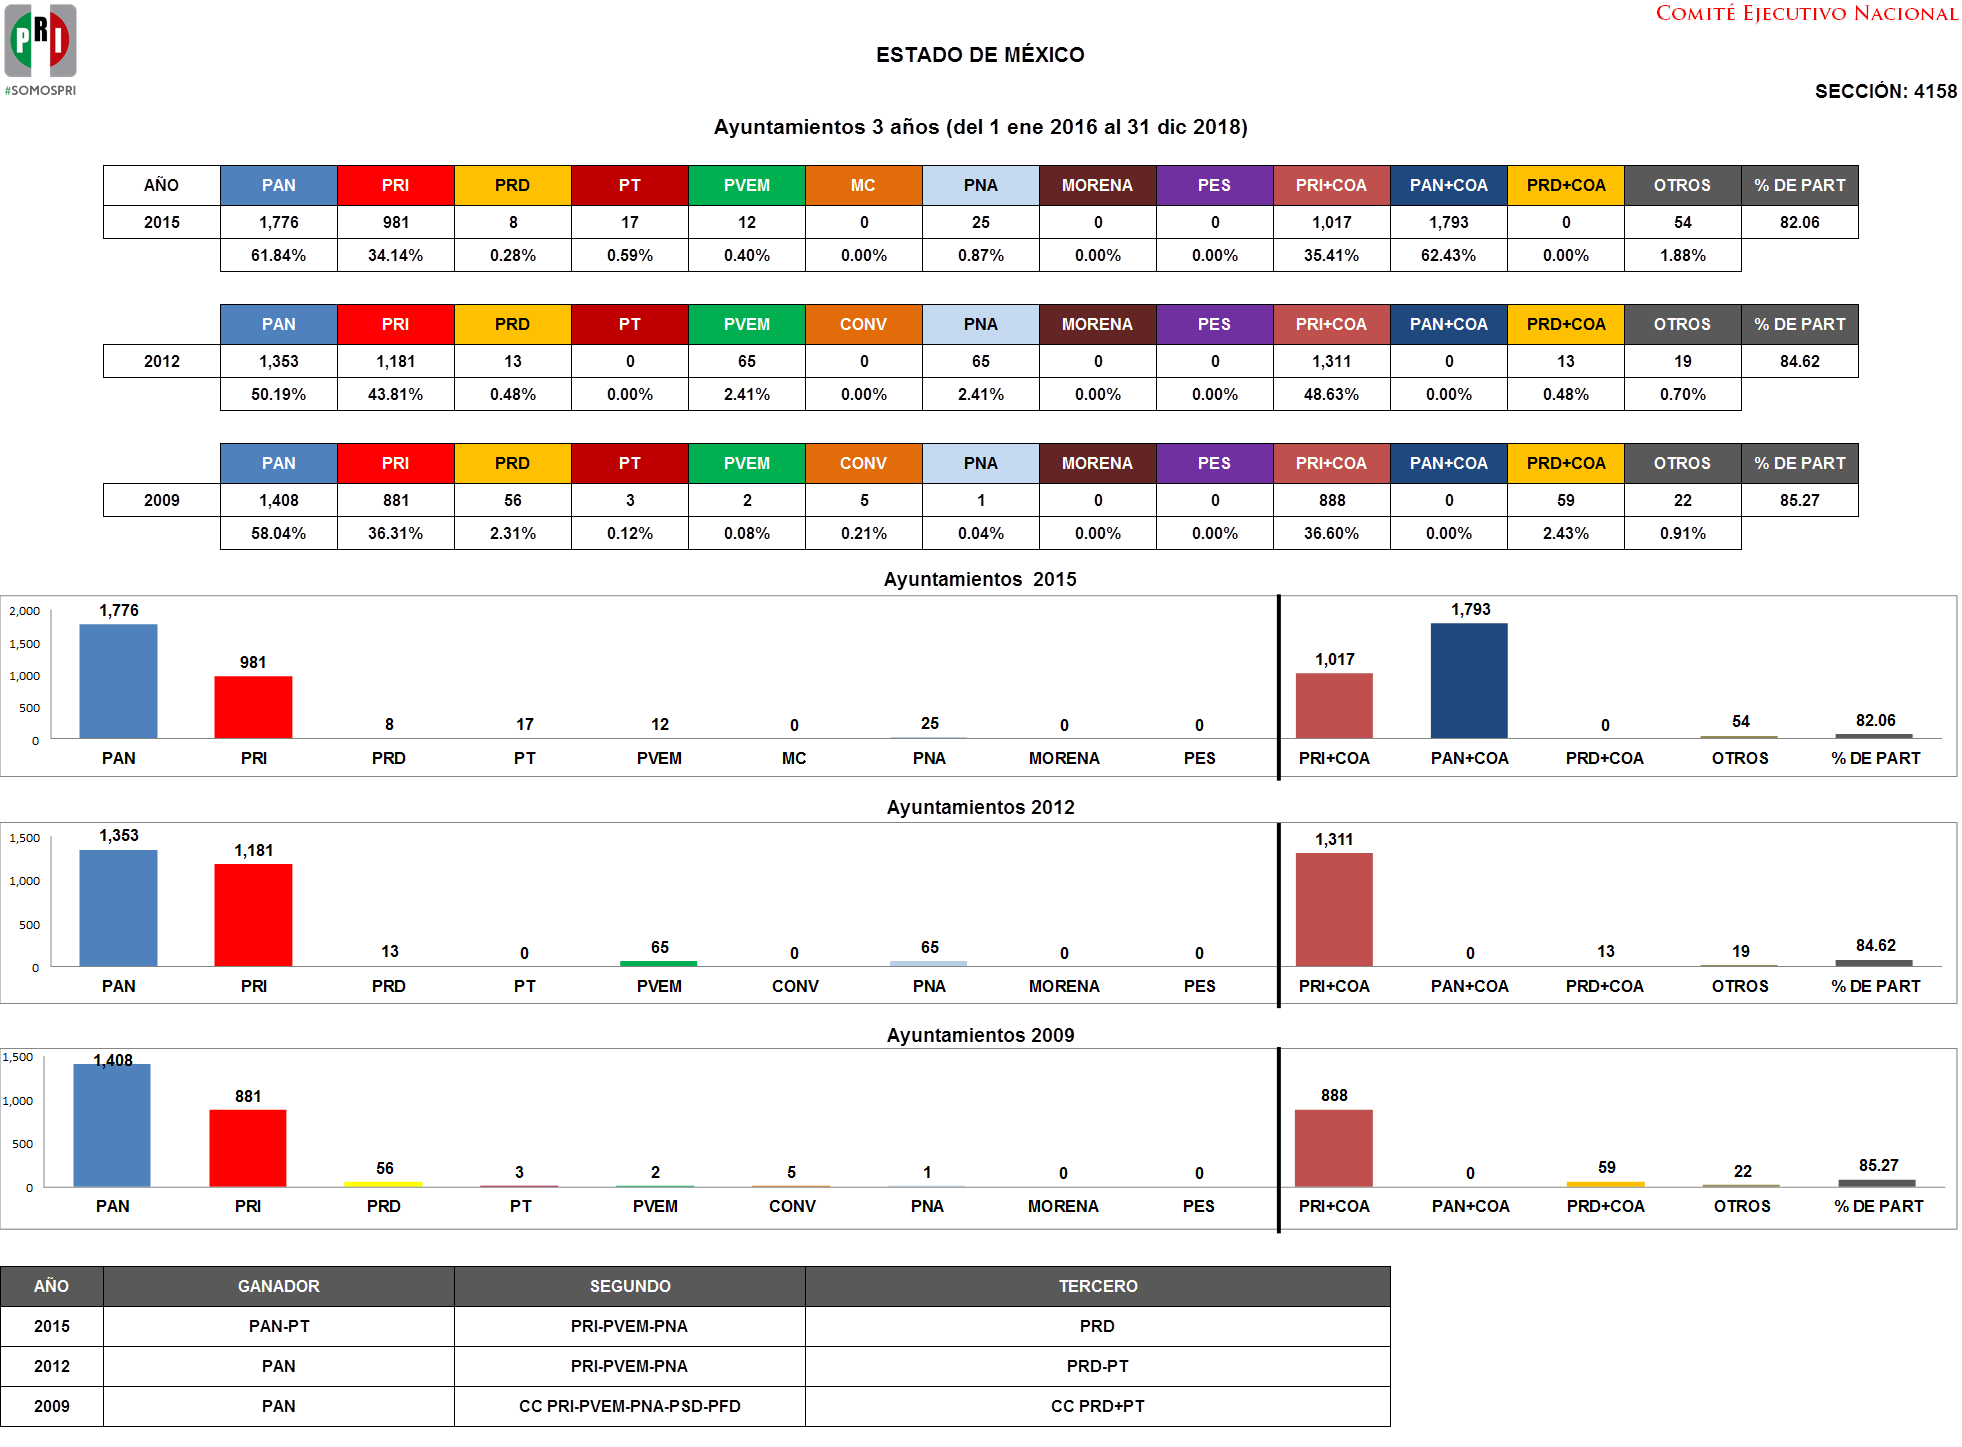 PRI
#SOMOSPRI
COMITÉ EJECUTIVO NACIONAL
ESTADO DE MÉXICO
SECCIÓN: 4158
Ayuntamientos 3 años (del 1 ene 2016 al 31 dic 2018)
AÑO PAN PRI PRD PT PVEM MC PNA MORENA PES PRI+COA PAN+COA PRD+COA OTROS % DE PART
2015 1,776 981 8 17 12 0 25 0 0 1,017 1,793 0 54 82.06
61.84% 34.14% 0.28% 0.59% 0.40% 0.00% 0.87% 0.00% 0.00% 35.41% 62.43% 0.00% 1.88%
PAN PRI PRD PT PVEM CONV PNA MORENA PES PRI+COA PAN+COA PRD+COA OTROS % DE PART
2012 1,353 1,181 13 0 65 0 65 0 0 1,311 0 13 19 84.62
50.19% 43.81% 0.48% 0.00% 2.41% 0.00% 2.41% 0.00% 0.00% 48.63% 0.00% 0.48% 0.70%
PAN PRI PRD PT PVEM CONV PNA MORENA PES PRI+COA PAN+COA PRD+COA OTROS % DE PART
2009 1,408 881 56 3 2 5 1 0 0 888 0 59 22 85.27
58.04% 36.31% 2.31% 0.12% 0.08% 0.21% 0.04% 0.00% 0.00% 36.60% 0.00% 2.43% 0.91%
Ayuntamientos 2015
2,000
1,500
1,000
500
0
1,776 981 8 17 12 0 25 0 0 1,017 1,793 0 54 82.06
PAN PRI PRD PT PVEM MC PNA MORENA PES PRI+COA PAN+COA PRD+COA OTROS % DE PART
Ayuntamientos 2012
1,500
1,000
500
0
1,353 1,181 13 0 65 0 65 0 0 1,311 0 13 19 84.62
PAN PRI PRD PT PVEM CONV PNA MORENA PES PRI+COA PAN+COA PRD+COA OTROS % DE PART
Ayuntamientos 2009
1,500
1,000
500
0
1,408 881 56 3 2 5 1 0 0 888 0 59 22 85.27
PAN PRI PRD PT PVEM CONV PNA MORENA PES PRI+COA PAN+COA PRD+COA OTROS % DE PART
AÑO GANADOR SEGUNDO TERCERO
2015 PAN-PT PRI-PVEM-PNA PRD
2012 PAN PRI-PVEM-PNA PRD-PT
2009 PAN CC PRI-PVEM-PNA-PSD-PFD CC PRD+PT